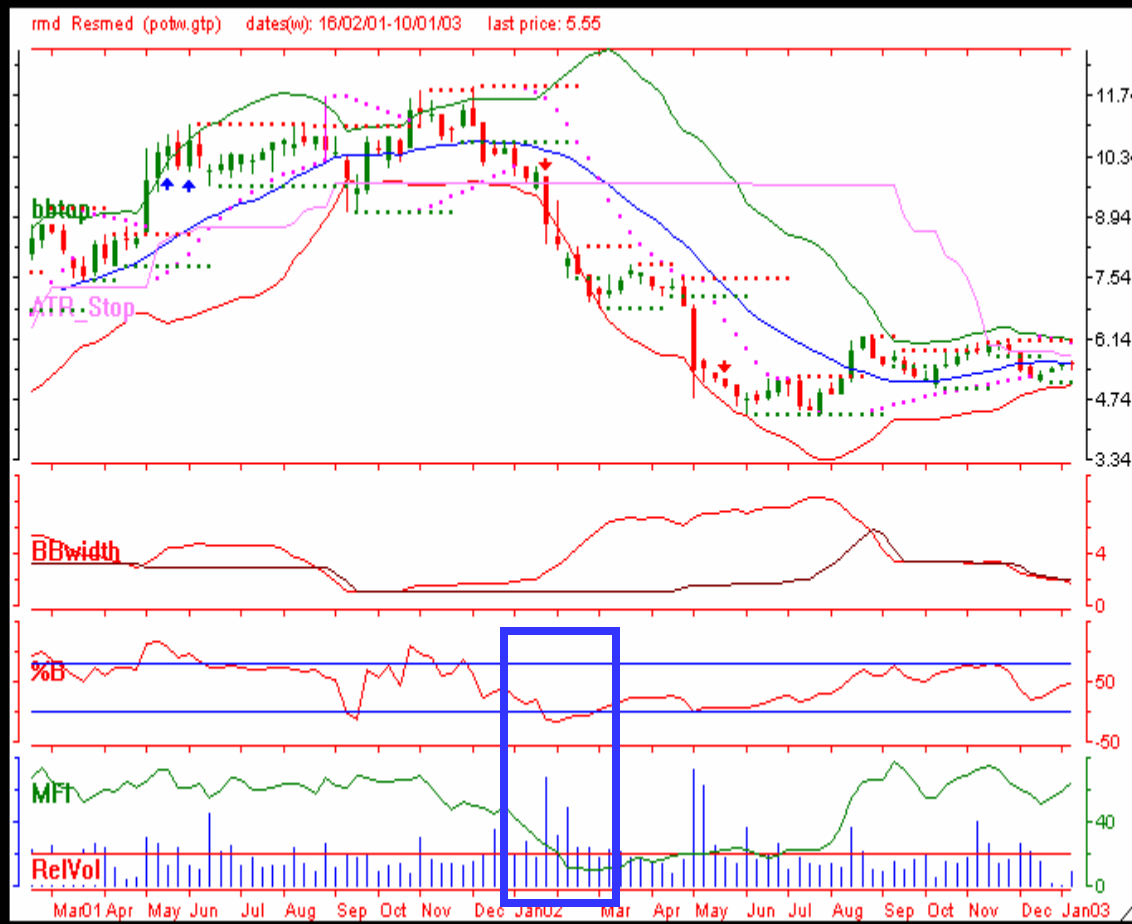 rmd Resmed (potw.gtp) dates(w): 16/02/01-10/01/03 last price: 5.55
11.74
10.34
bbtop
8.94
7.54
ATR_Stop
6.14
4.74
3.34
BBwidth
4
0
%B
50
-50
MFI
40
RelVol
0
Mar01 Apr May Jun Jul Aug Sep Oct Nov Dec Jan02 Mar Apr May Jun Jul Aug Sep Oct Nov Dec Jan03